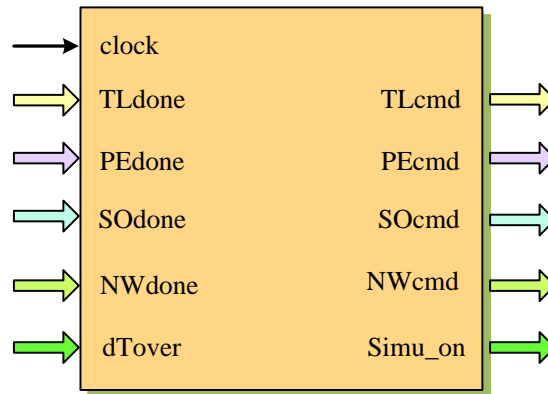 clock
TLdone TLcmd
PEdone PEcmd
SOdone SOcmd
NWdone NWcmd
dTover Simu_on